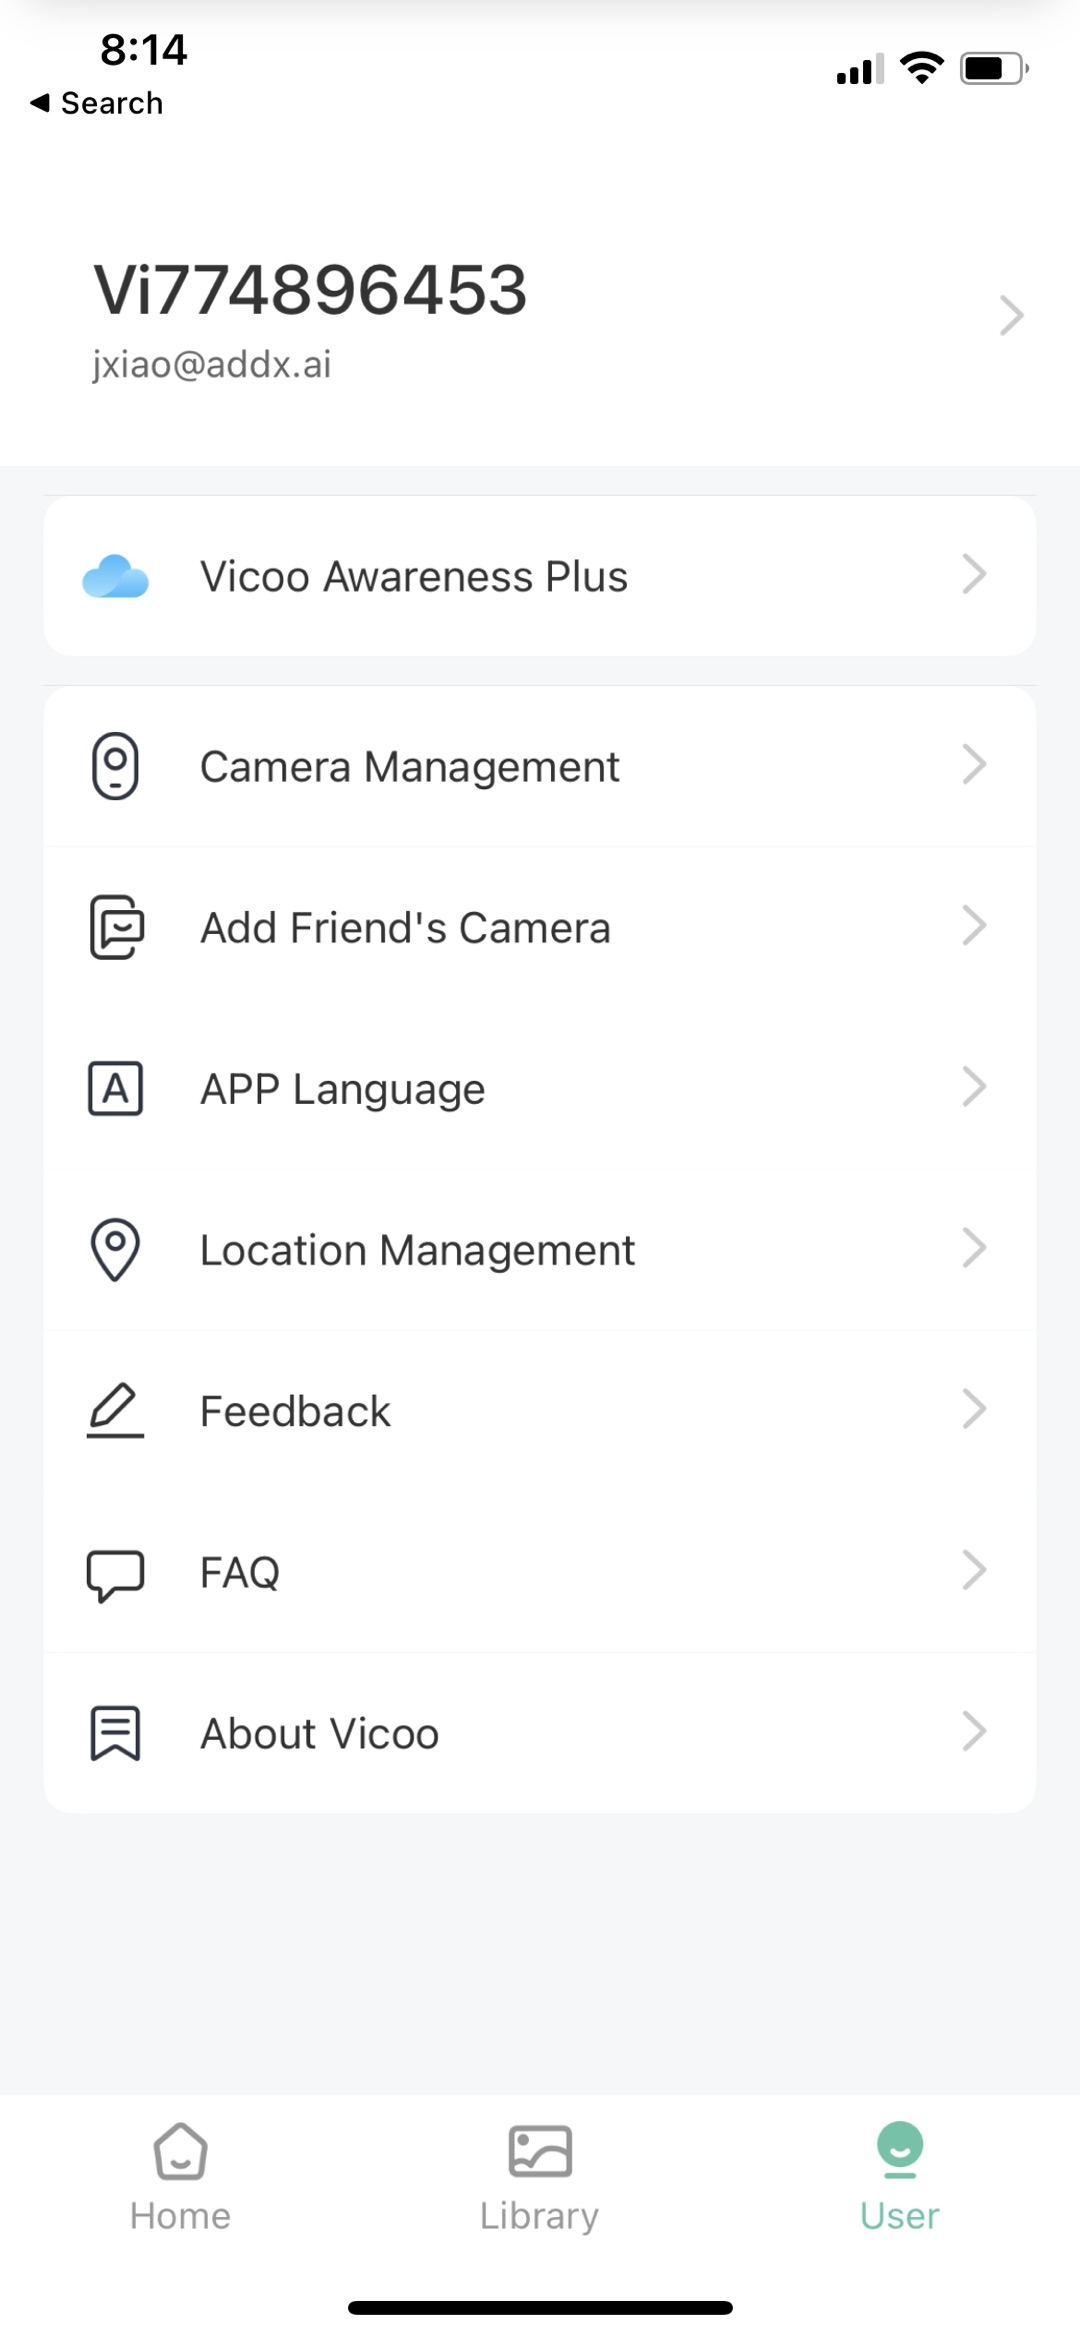 8:14
◀ Search
Vi774896453
jxiao@addx.ai
Vicoo Awareness Plus
Camera Management
Add Friend's Camera
A
APP Language
Location Management
Feedback
FAQ
About Vicoo
Home
Library
User